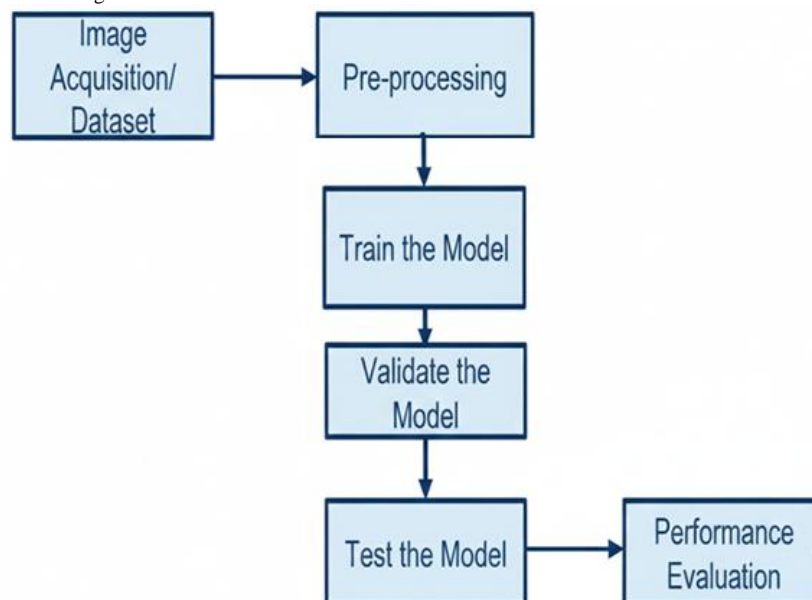 Image
Acquisition/
Dataset
Pre-processing
Train the Model
Validate the
Model
Test the Model
Performance
Evaluation